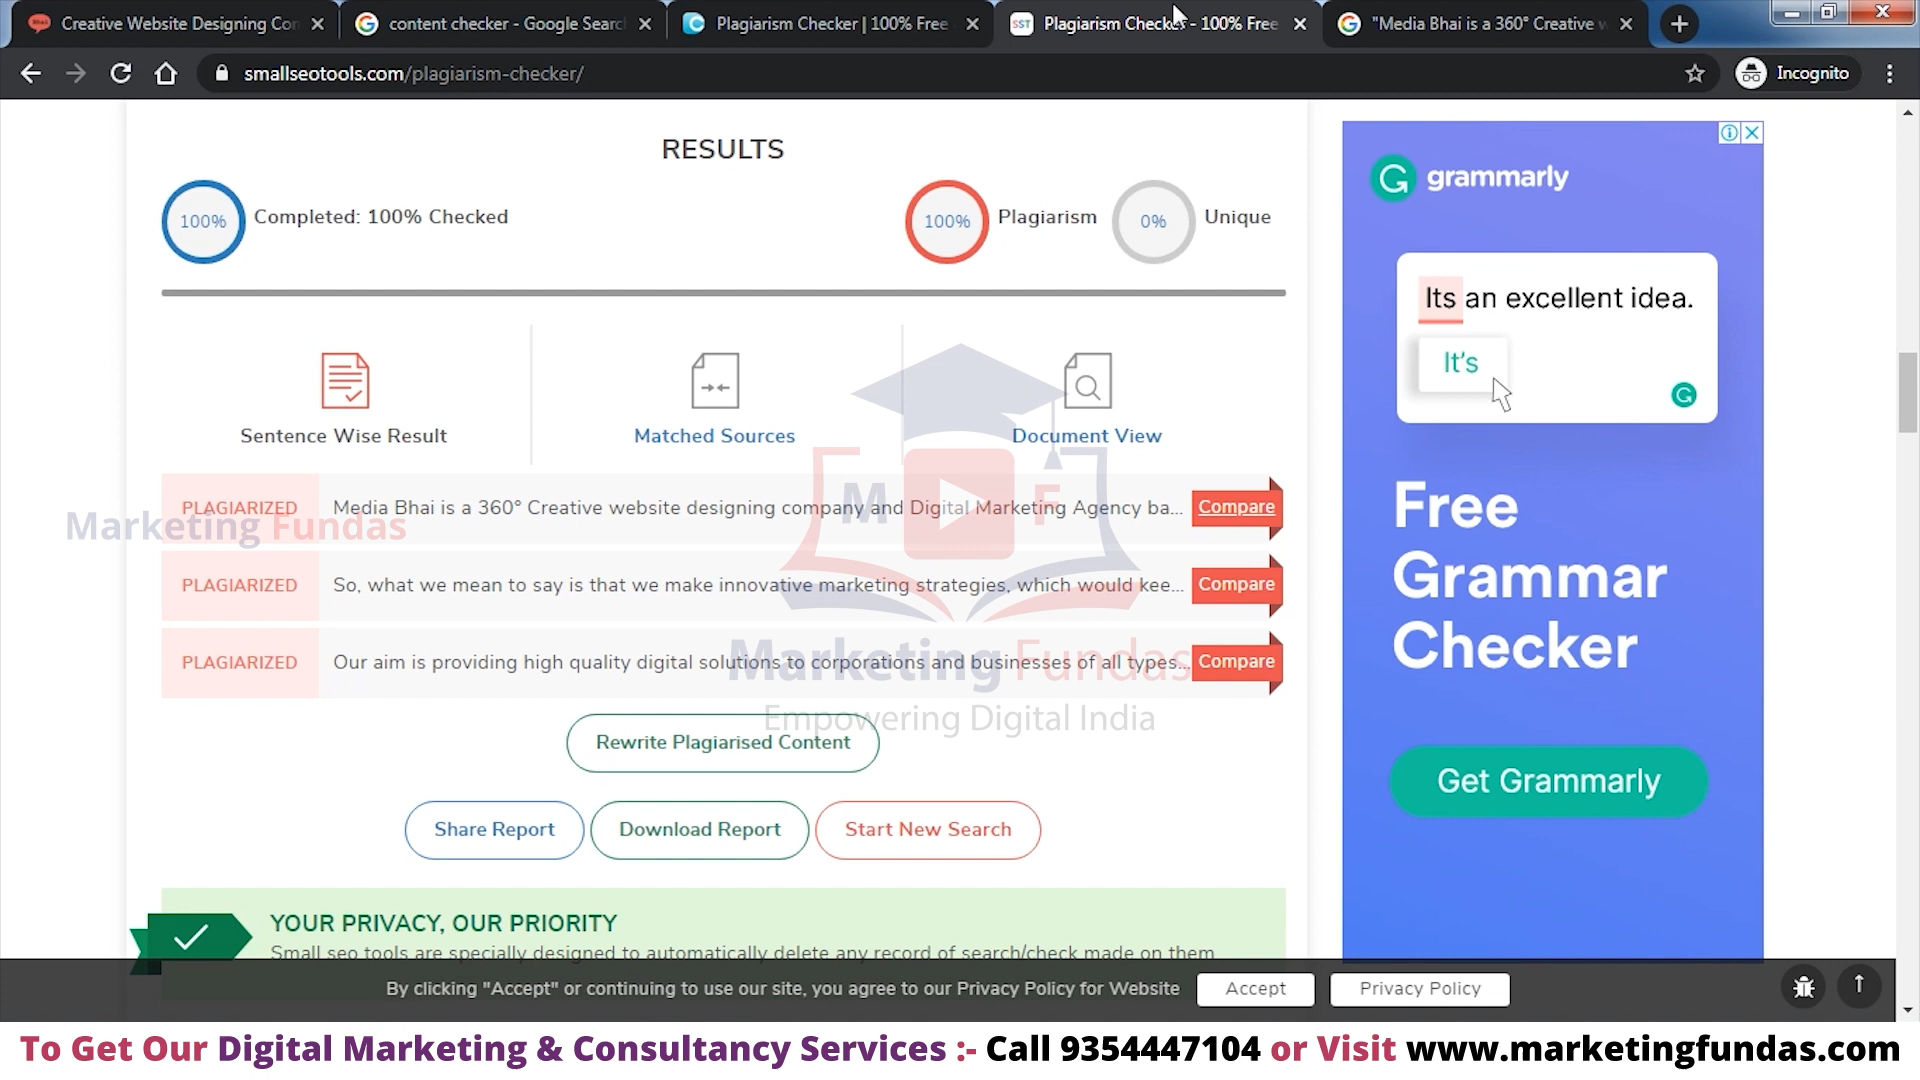 Creative Website Designing Con
content checker - Google Searc
Plagiarism Checker | 100% Free
SST
Plagiarism Checker - 100% Free
"Media Bhai is a 360° Creative w
smallseotools.com/plagiarism-checker/
Incognito
RESULTS
100%
Completed: 100% Checked
100%
Plagiarism
0%
Unique
Sentence Wise Result
Matched Sources
Document View
PLAGIARIZED
Media Bhai is a 360° Creative website designing company and Digital Marketing Agency ba...
Compare
PLAGIARIZED
So, what we mean to say is that we make innovative marketing strategies, which would kee...
Compare
PLAGIARIZED
Our aim is providing high quality digital solutions to corporations and businesses of all types...
Compare
Marketing Fundas
M F
Marketing Fundas
Empowering Digital India
Rewrite Plagiarised Content
Share Report
Download Report
Start New Search
YOUR PRIVACY, OUR PRIORITY
Small seo tools are specially designed to automatically delete any record of search/check made on them
By clicking "Accept" or continuing to use our site, you agree to our Privacy Policy for Website
Accept
Privacy Policy
grammarly
Its an excellent idea.
It's
Free
Grammar
Checker
Get Grammarly
To Get Our Digital Marketing & Consultancy Services :- Call 9354447104 or Visit www.marketingfundas.com